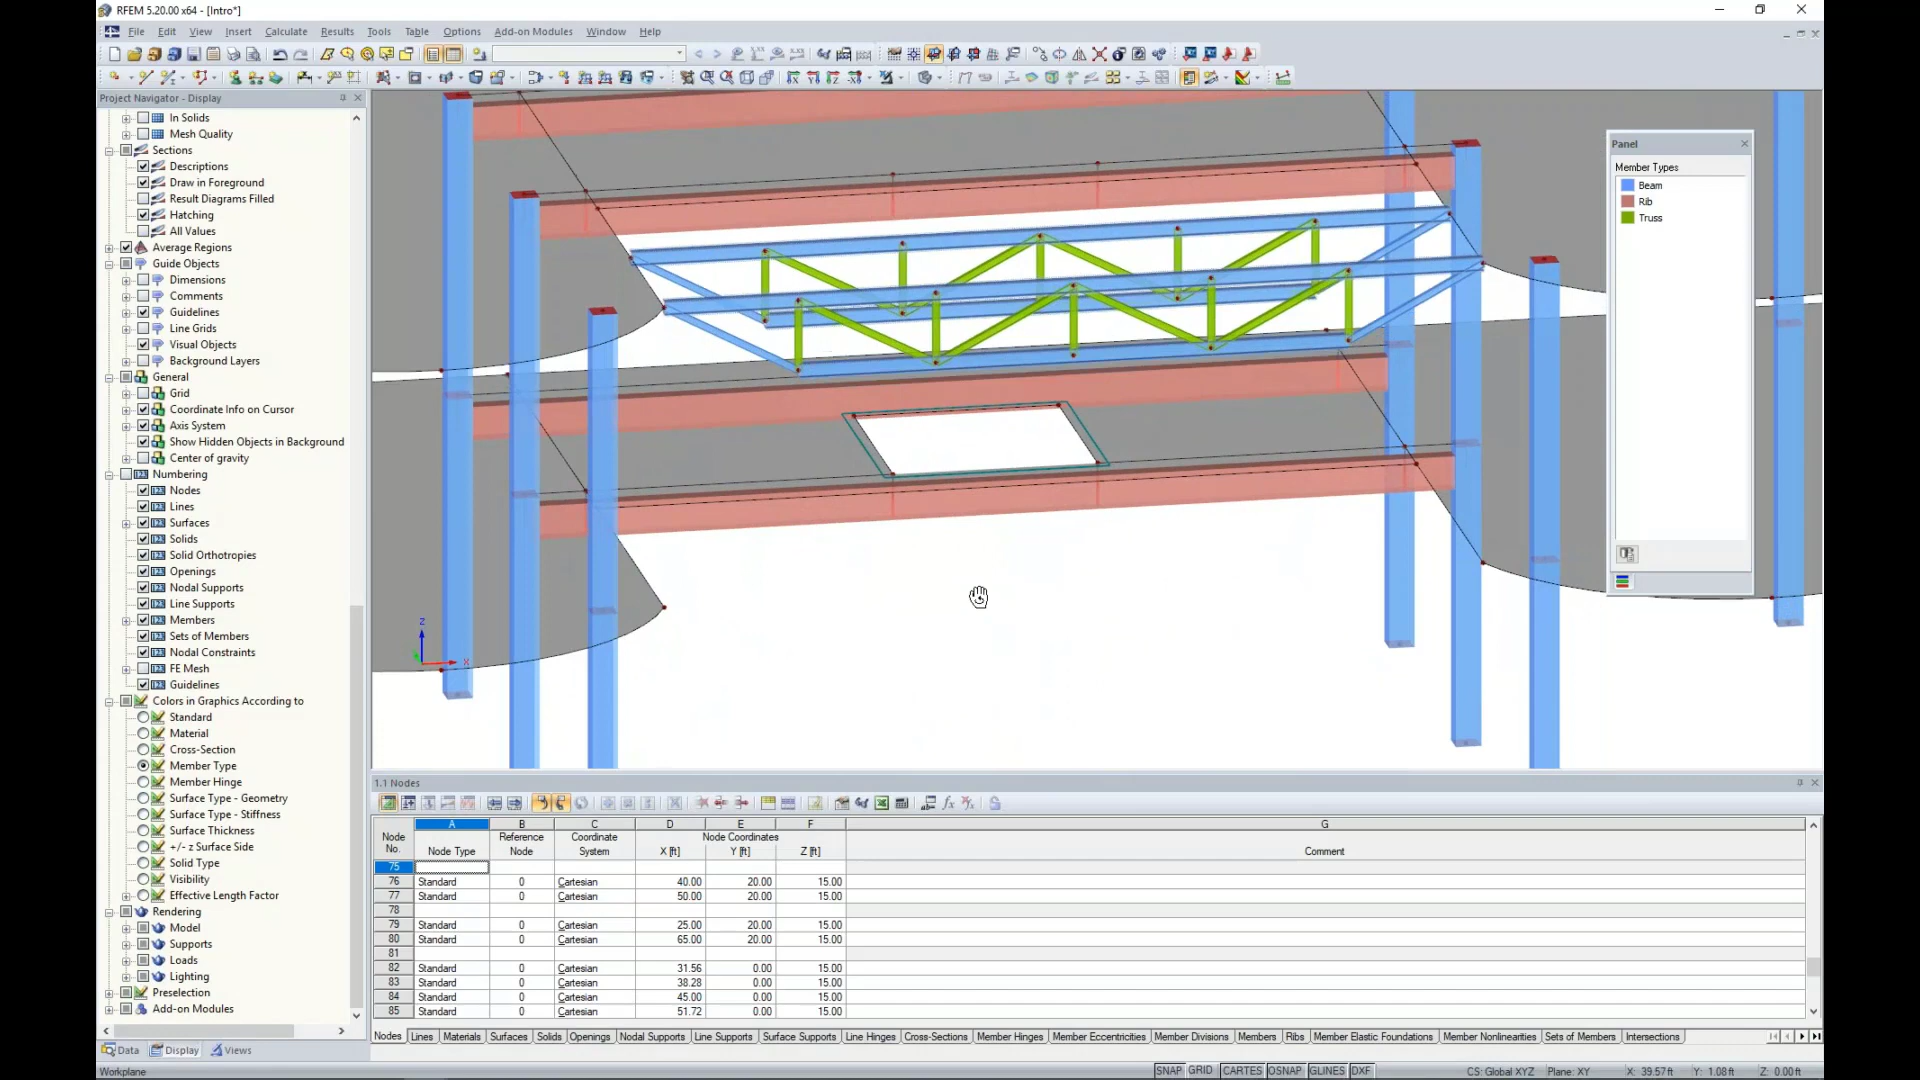 RFEM 5.20.00 x64 - [Intro*]
File Edit View Insert Calculate Results Tools Table Options Add-on Modules Window Help
Project Navigator - Display
In Solids
Mesh Quality
Sections
Descriptions
Draw in Foreground
Result Diagrams Filled
Hatching
All Values
Average Regions
Guide Objects
Dimensions
Comments
Guidelines
Line Grids
Visual Objects
Background Layers
General
Grid
Coordinate Info on Cursor
Axis System
Show Hidden Objects in Background
Center of gravity
Numbering
Nodes
Lines
Surfaces
Solids
Solid Orthotropies
Openings
Nodal Supports
Line Supports
Members
Sets of Members
Nodal Constraints
FE Mesh
Guidelines
Colors in Graphics According to
Standard
Material
Cross-Section
Member Type
Member Hinge
Surface Type - Geometry
Surface Type - Stiffness
Surface Thickness
+/- z Surface Side
Solid Type
Visibility
Effective Length Factor
Rendering
Model
Supports
Loads
Lighting
Preselection
Add-on Modules
Data Display Views
Z
X
Panel
Member Types
Beam
Rib
Truss
1.1 Nodes
A B C D E F G
Node No. Node Type Reference Node Coordinate System Node Coordinates X [ft] Y [ft] Z [ft] Comment
75
76 Standard 0 Cartesian 40.00 20.00 15.00
77 Standard 0 Cartesian 50.00 20.00 15.00
78
79 Standard 0 Cartesian 25.00 20.00 15.00
80 Standard 0 Cartesian 65.00 20.00 15.00
81
82 Standard 0 Cartesian 31.56 0.00 15.00
83 Standard 0 Cartesian 38.28 0.00 15.00
84 Standard 0 Cartesian 45.00 0.00 15.00
85 Standard 0 Cartesian 51.72 0.00 15.00
Nodes Lines Materials Surfaces Solids Openings Nodal Supports Line Supports Surface Supports Line Hinges Cross-Sections Member Hinges Member Eccentricities Member Divisions Members Ribs Member Elastic Foundations Member Nonlinearities Sets of Members Intersections
Workplane SNAP GRID CARTES OSNAP GLINES DXF CS: Global XYZ Plane: XY X: 39.57ft Y: 1.08ft Z: 0.00ft